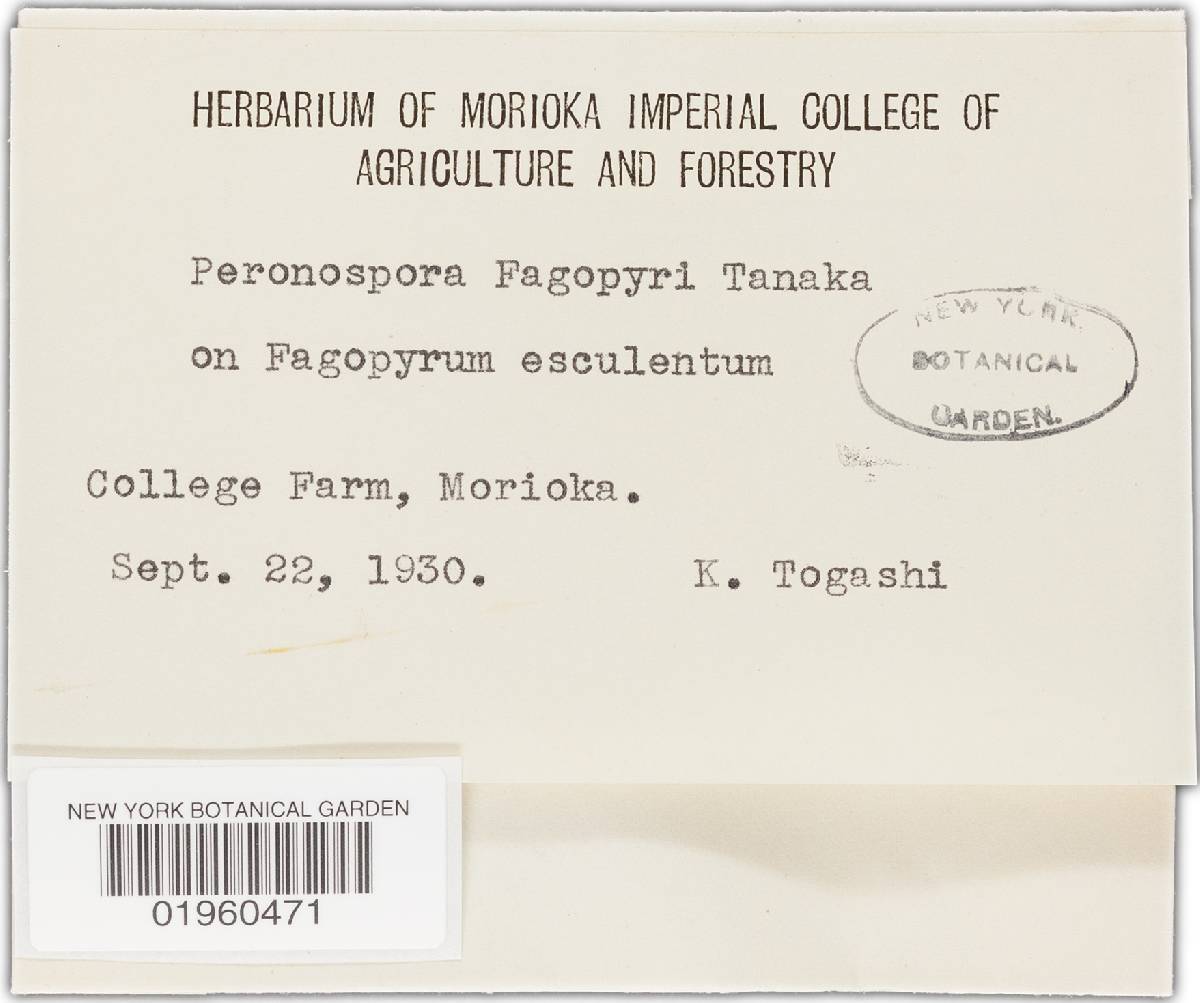 HERBARIUM OF MORIOKA IMPERIAL COLLEGE OF
AGRICULTURE AND FORESTRY
Peronospora Fagopyri Tanaka
on Fagopyrum esculentum
NEW YORK
BOTANICAL
GARDEN.
College Farm, Morioka.
Sept. 22, 1930. K. Togashi
NEW YORK BOTANICAL GARDEN
01960471